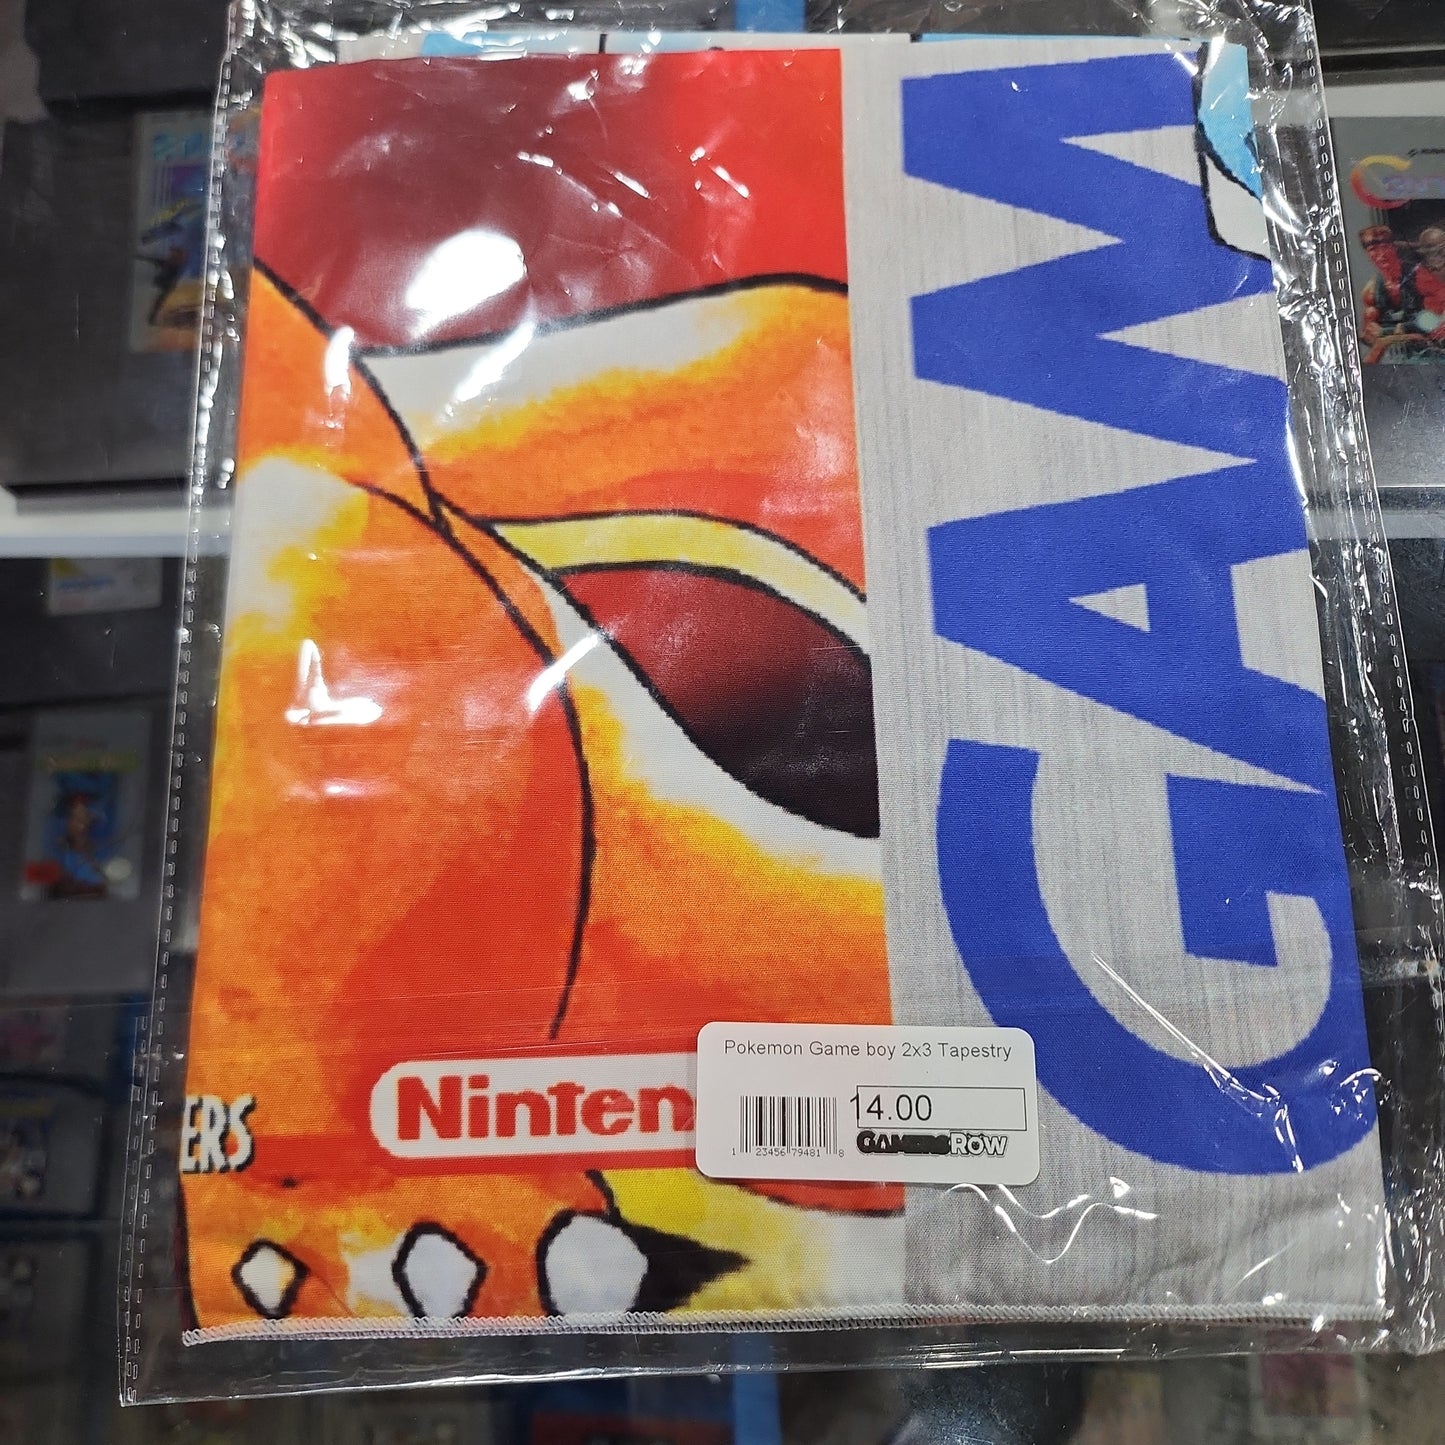 GAM
ERS
Ninten
Pokemon Game boy 2x3 Tapestry
14.00
1 23456 79481 8
GAMERSROW